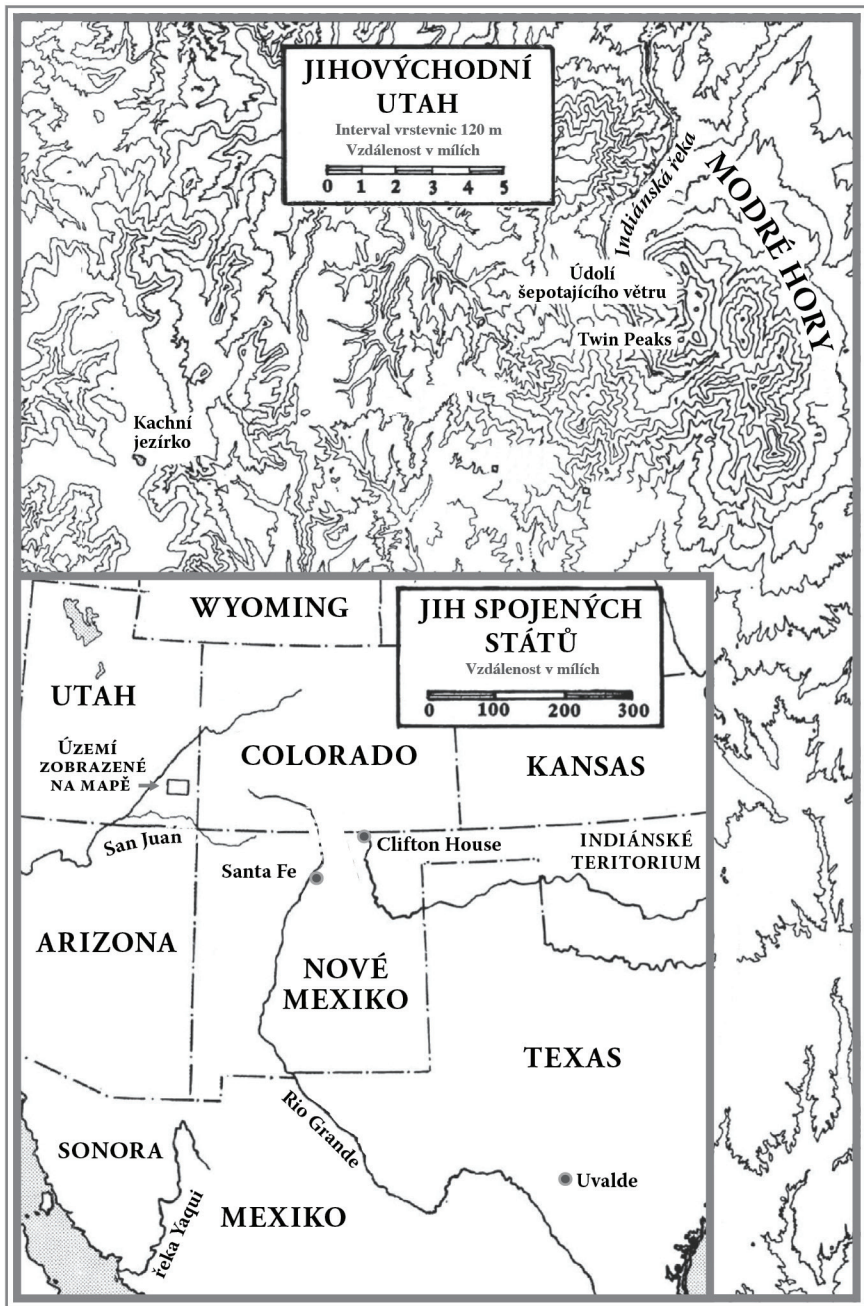 JIHOVÝCHODNÍ
UTAH
Interval vrstevnic 120 m
Vzdálenost v mílích
0 1 2 3 4 5
Indiánská řeka
MODRÉ HORY
Údolí
šepotajícího větru
Twin Peaks
Kachní
jezírko
WYOMING
JIH SPOJENÝCH
STÁTŮ
Vzdálenost v mílích
0 100 200 300
UTAH
ÚZEMÍ
ZOBRAZENÉ
NA MAPĚ
COLORADO
KANSAS
San Juan
Clifton House
INDIÁNSKÉ
TERITORIUM
Santa Fe
ARIZONA
NOVÉ
MEXIKO
TEXAS
Rio Grande
SONORA
řeka Yaqui
MEXIKO
Uvalde